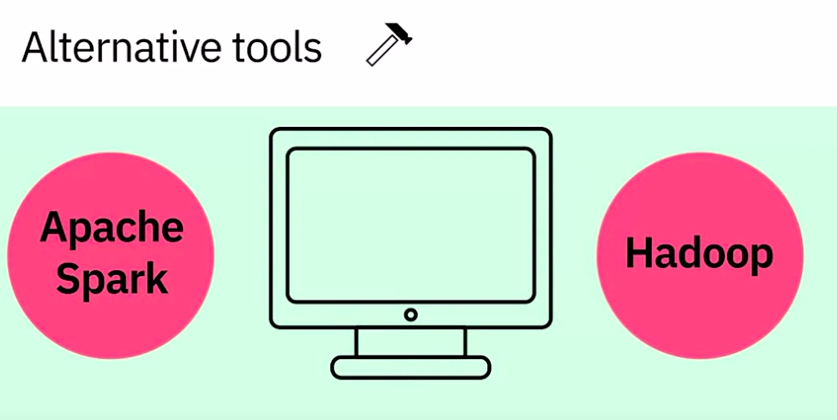 Alternative tools
Apache
Spark
Hadoop